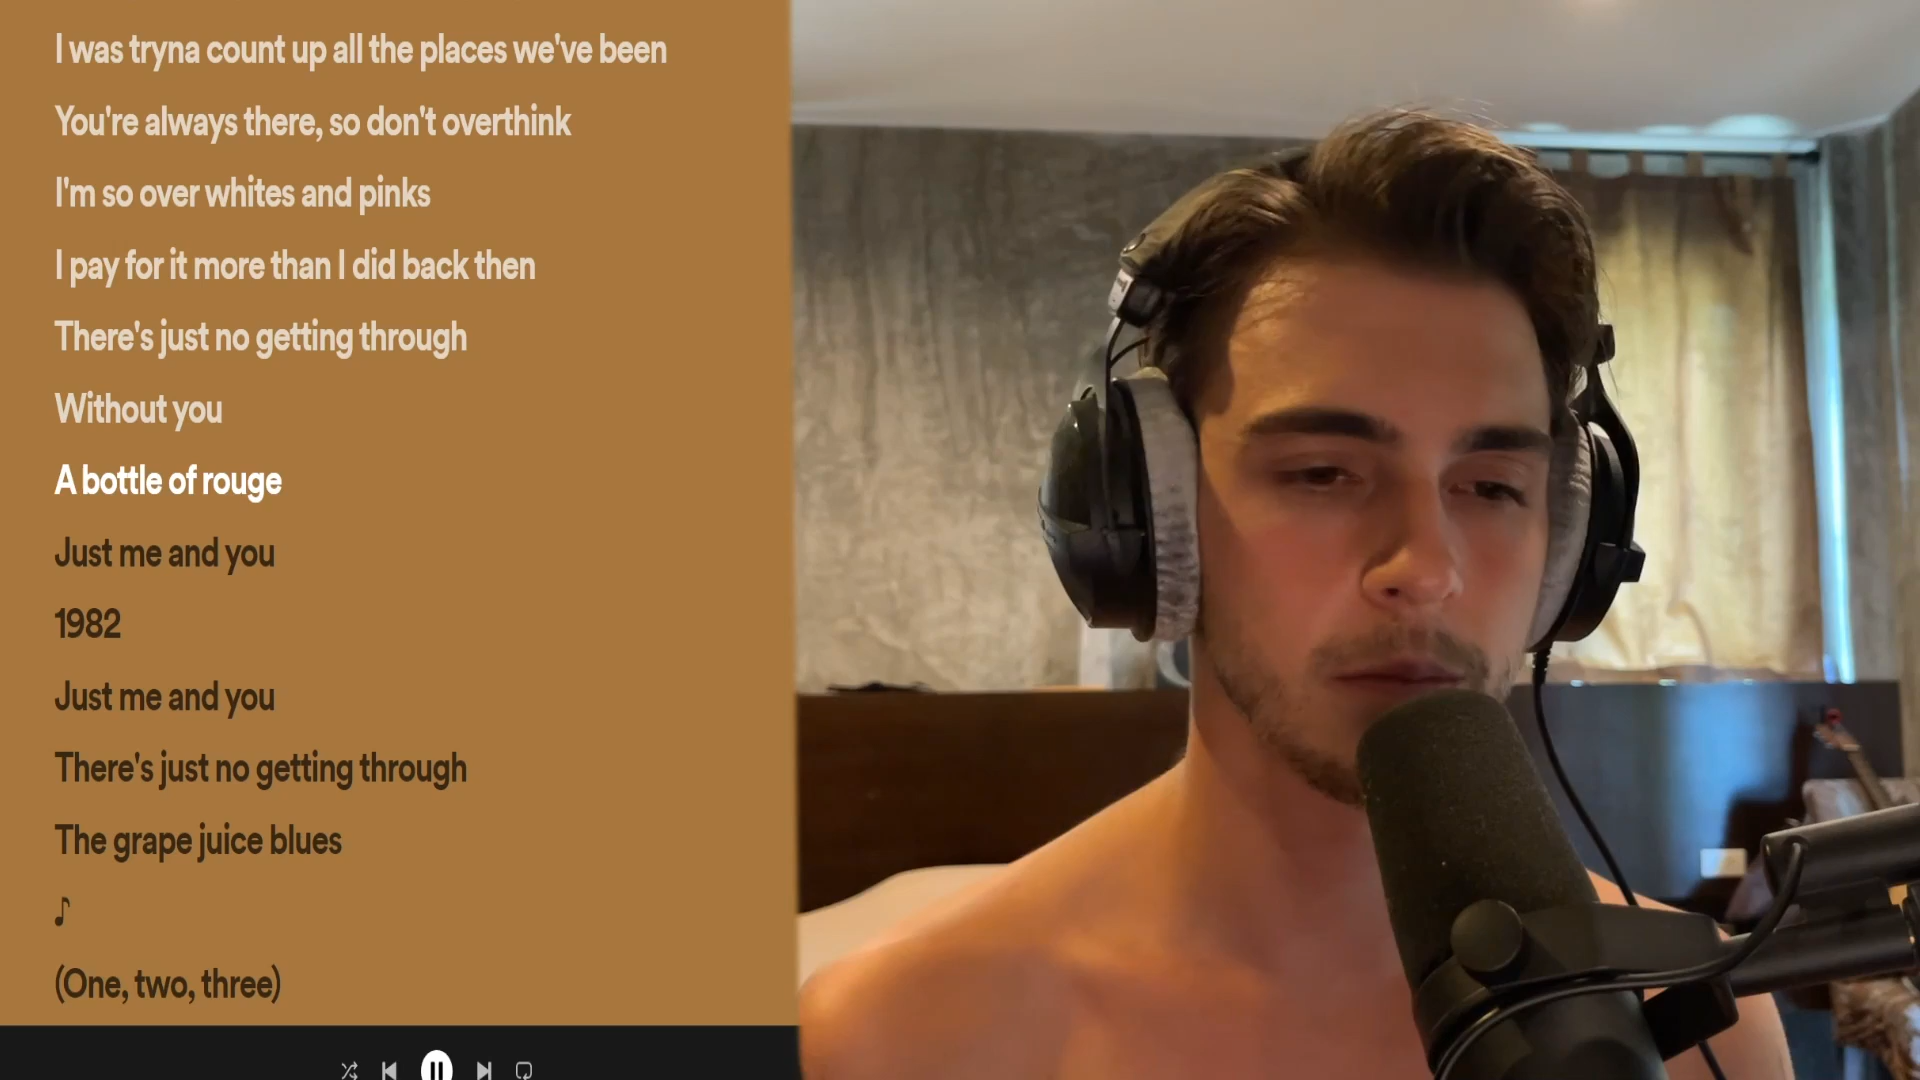 I was tryna count up all the places we've been
You're always there, so don't overthink
I'm so over whites and pinks
I pay for it more than I did back then
There's just no getting through
Without you
A bottle of rouge
Just me and you
1982
Just me and you
There's just no getting through
The grape juice blues
♪
(One, two, three)